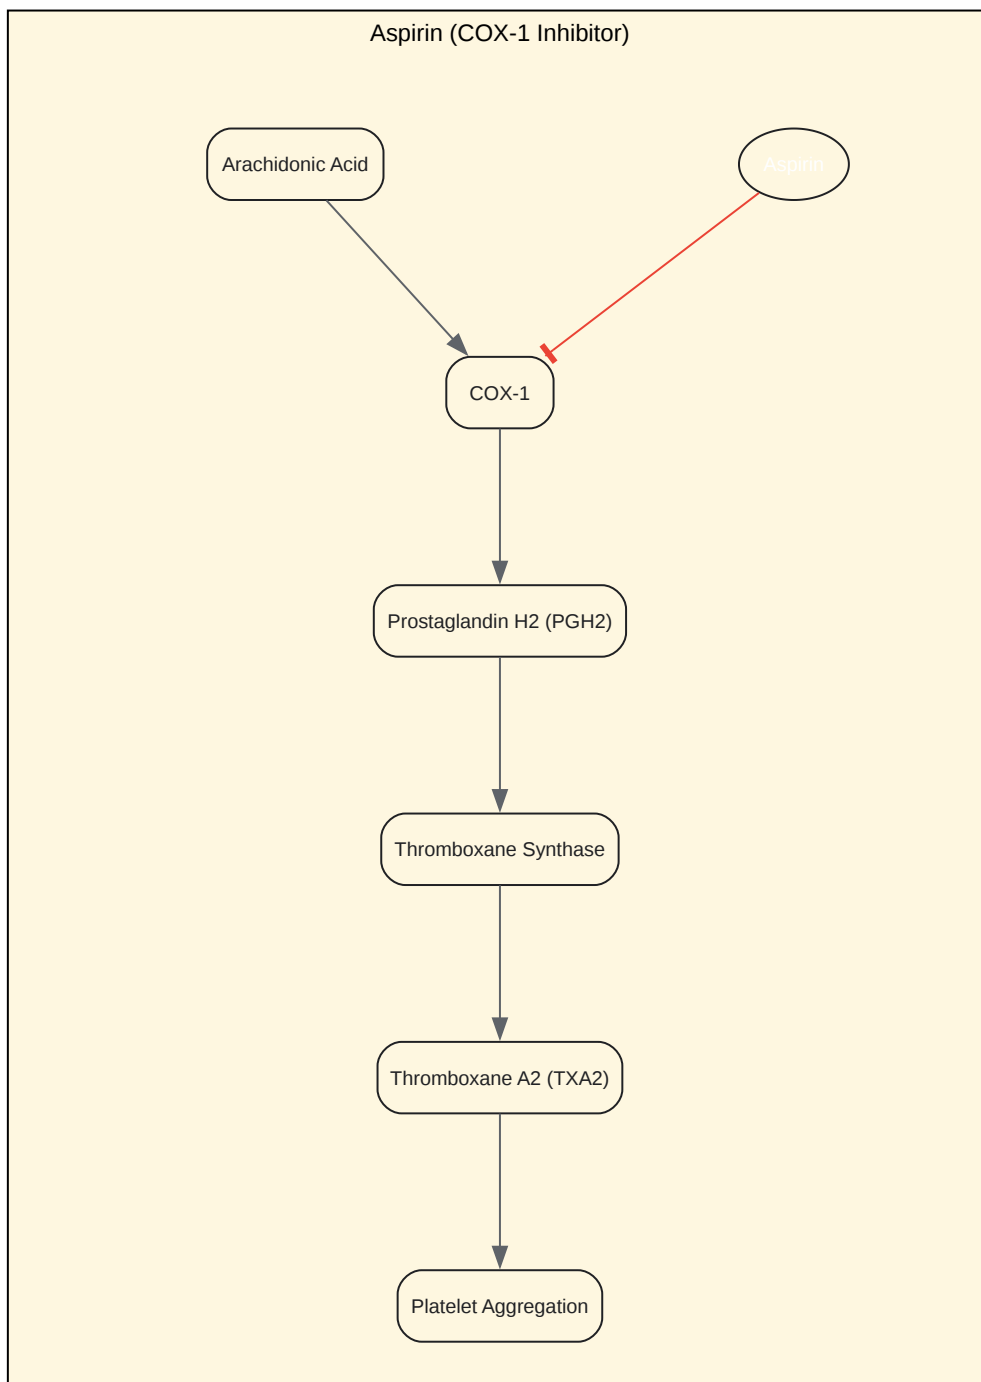 Aspirin (COX-1 Inhibitor)
Arachidonic Acid
Aspirin
COX-1
Prostaglandin H2 (PGH2)
Thromboxane Synthase
Thromboxane A2 (TXA2)
Platelet Aggregation